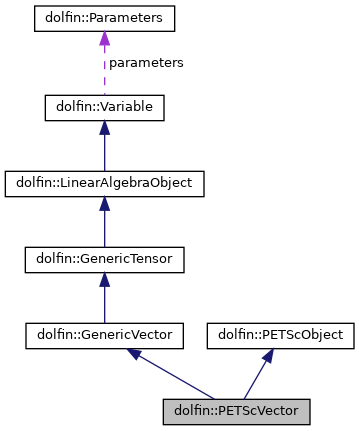 dolfin::Parameters
parameters
dolfin::Variable
dolfin::LinearAlgebraObject
dolfin::GenericTensor
dolfin::GenericVector
dolfin::PETScObject
dolfin::PETScVector